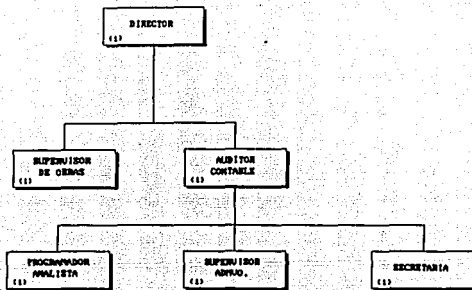 DIRECTOR
(1)
SUPERVISOR
DE OBRAS
(1)
AUDITOR
CONTABLE
(1)
PROGRAMADOR
ANALISTA
(1)
SUPERVISOR
ADMVO.
(1)
SECRETARIA
(1)